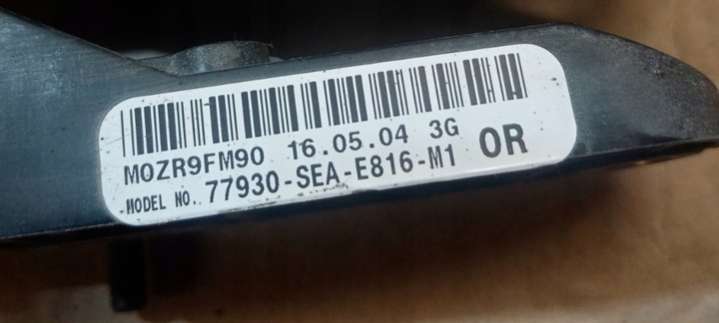 M0ZR9FM90 16.05.04 3G
MODEL NO. 77930-SEA-E816-M1 OR